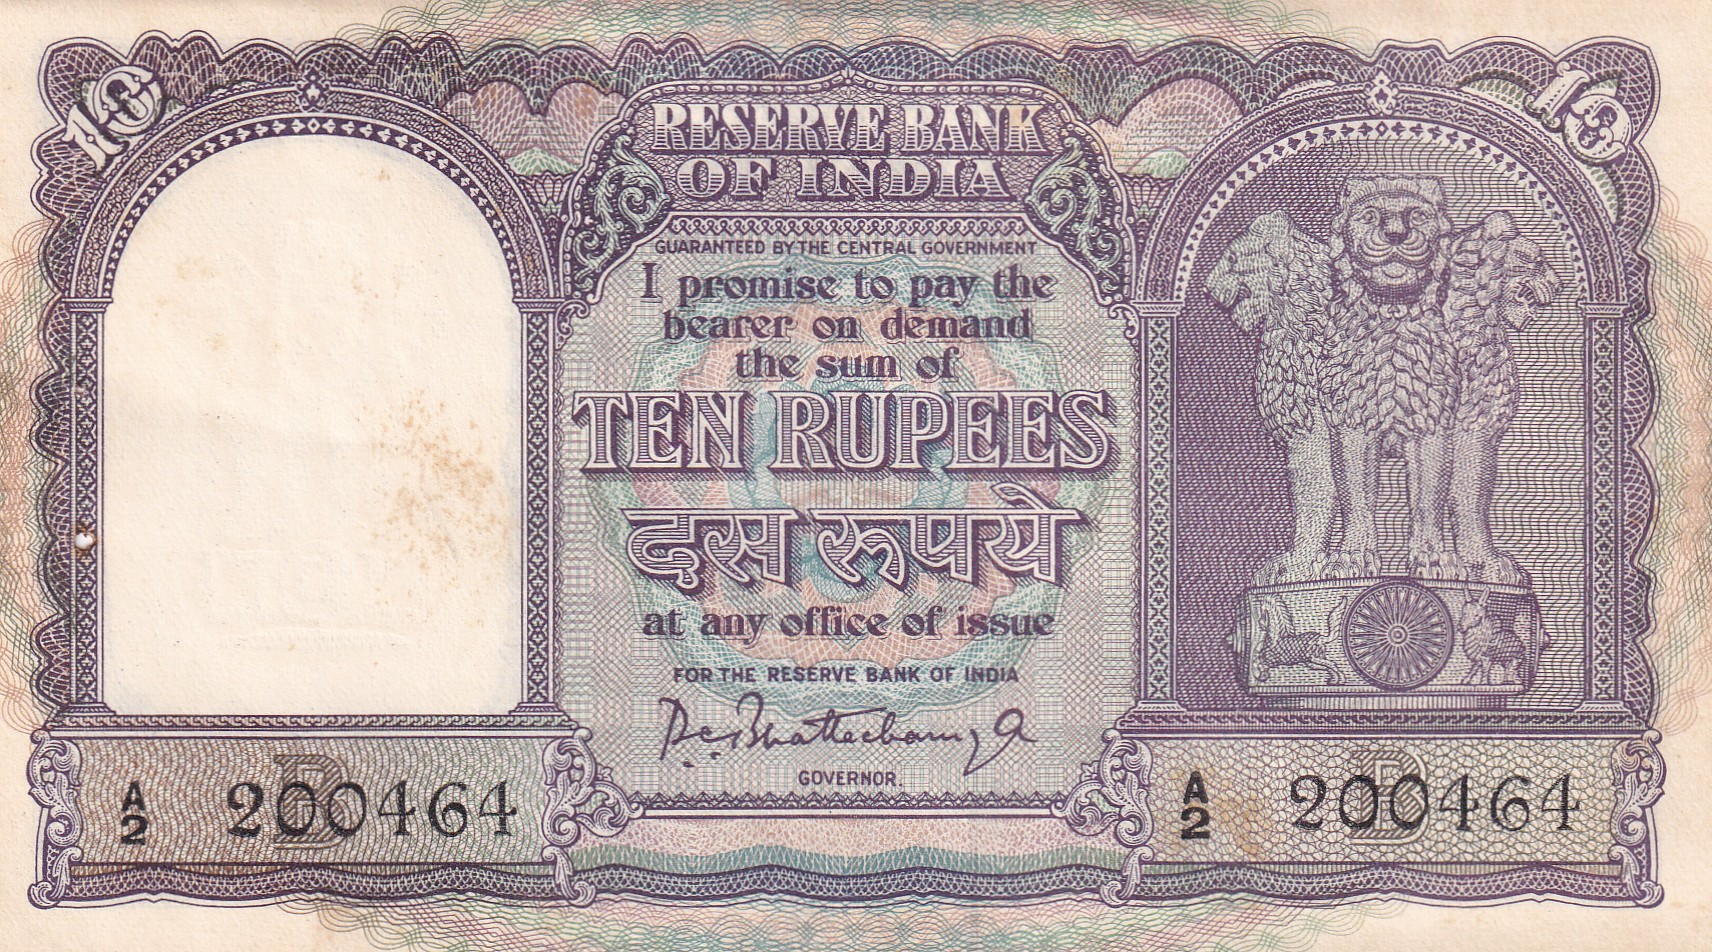 10 10
RESERVE BANK
OF INDIA
GUARANTEED BY THE CENTRAL GOVERNMENT
I promise to pay the
bearer on demand
the sum of
TEN RUPEES
दस रूपये
at any office of issue
FOR THE RESERVE BANK OF INDIA
P. C. Bhattacharyya
GOVERNOR.
A
2 200464 B
A
2 200464 B